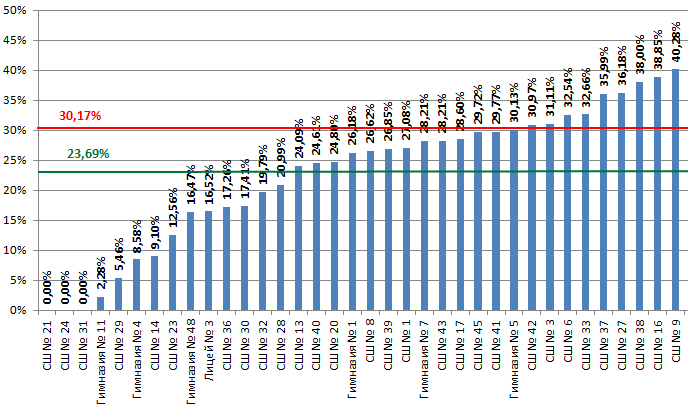 50%
45%
40%
35%
30%
25%
20%
15%
10%
5%
0%
30,17%
23,69%
0,00%
0,00%
0,00%
2,28%
5,46%
8,58%
9,10%
12,56%
16,47%
16,52%
17,26%
17,41%
19,79%
20,99%
24,09%
24,61%
24,80%
26,18%
26,62%
26,85%
27,08%
28,21%
28,21%
28,60%
29,72%
29,77%
30,13%
30,97%
31,11%
32,54%
32,66%
35,99%
36,18%
38,00%
38,85%
40,28%
СШ № 21
СШ № 24
СШ № 31
Гимназия № 11
СШ № 29
Гимназия № 4
СШ № 14
СШ № 23
Гимназия № 48
Лицей № 3
СШ № 36
СШ № 30
СШ № 32
СШ № 28
СШ № 13
СШ № 40
СШ № 20
Гимназия № 1
СШ № 8
СШ № 39
СШ № 1
Гимназия № 7
СШ № 43
СШ № 17
СШ № 45
СШ № 41
Гимназия № 5
СШ № 42
СШ № 3
СШ № 6
СШ № 33
СШ № 37
СШ № 27
СШ № 38
СШ № 16
СШ № 9